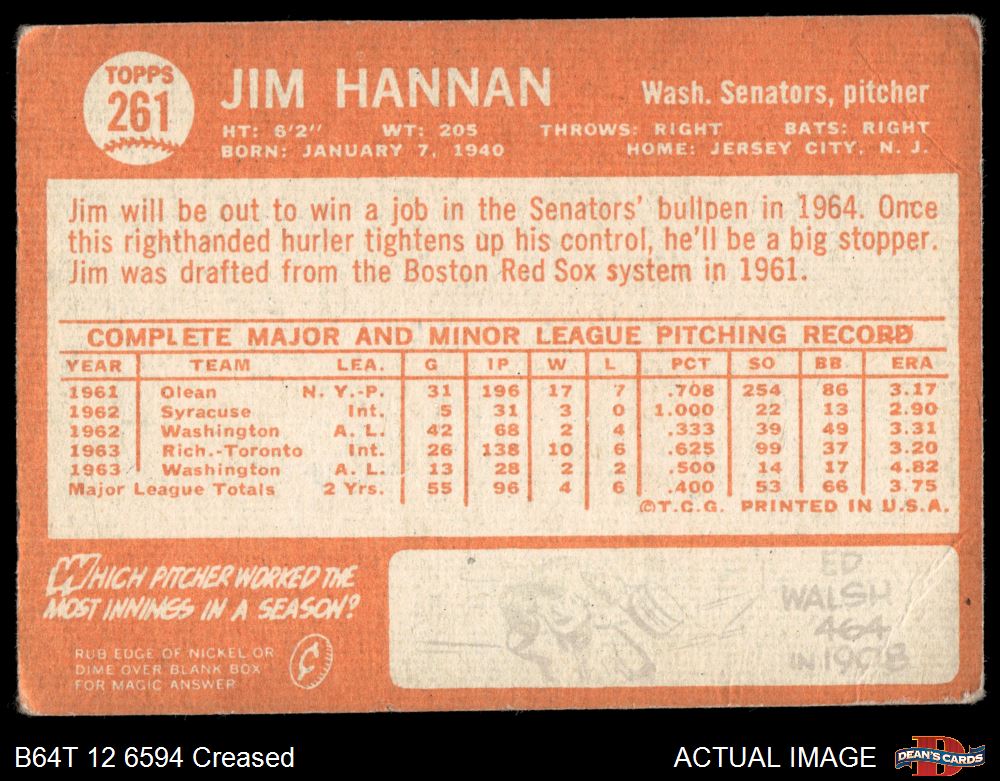 TOPPS
261
JIM HANNAN
Wash. Senators, pitcher
HT: 6'2" WT: 205 THROWS: RIGHT BATS: RIGHT
BORN: JANUARY 7, 1940 HOME: JERSEY CITY, N. J.
Jim will be out to win a job in the Senators' bullpen in 1964. Once
this righthanded hurler tightens up his control, he'll be a big stopper.
Jim was drafted from the Boston Red Sox system in 1961.
COMPLETE MAJOR AND MINOR LEAGUE PITCHING RECORD
YEAR TEAM LEA. G IP W L PCT SO BB ERA
1961 Olean N. Y.-P. 31 196 17 7 .708 254 86 3.17
1962 Syracuse Int. 5 31 3 0 1.000 22 13 2.90
1962 Washington A. L. 42 68 2 4 .333 39 49 3.31
1963 Rich.-Toronto Int. 26 138 10 6 .625 99 37 3.20
1963 Washington A. L. 13 28 2 2 .500 14 17 4.82
Major League Totals 2 Yrs. 55 96 4 6 .400 53 66 3.75
©T.C.G. PRINTED IN U.S.A.
WHICH PITCHER WORKED THE
MOST INNINGS IN A SEASON?
RUB EDGE OF NICKEL OR
DIME OVER BLANK BOX
FOR MAGIC ANSWER
ED
WALSH
464
IN 1908
B64T 12 6594 Creased
ACTUAL IMAGE
DEAN'S CARDS